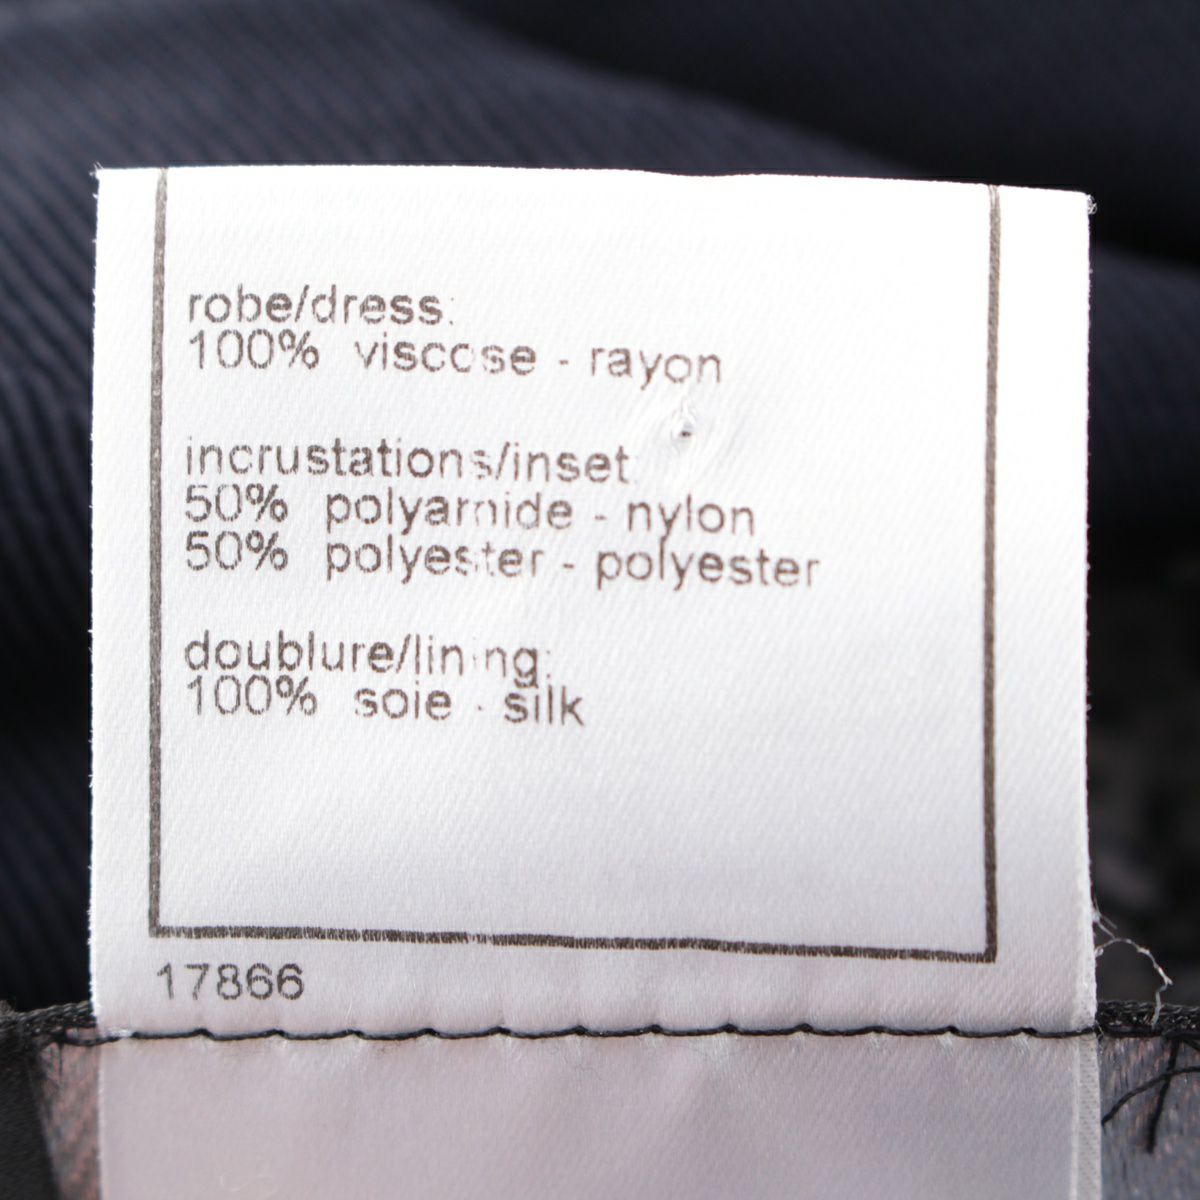 robe/dress:
100% viscose - rayon
incrustations/inset:
50% polyamide - nylon
50% polyester - polyester
doublure/lining:
100% soie - silk
17866